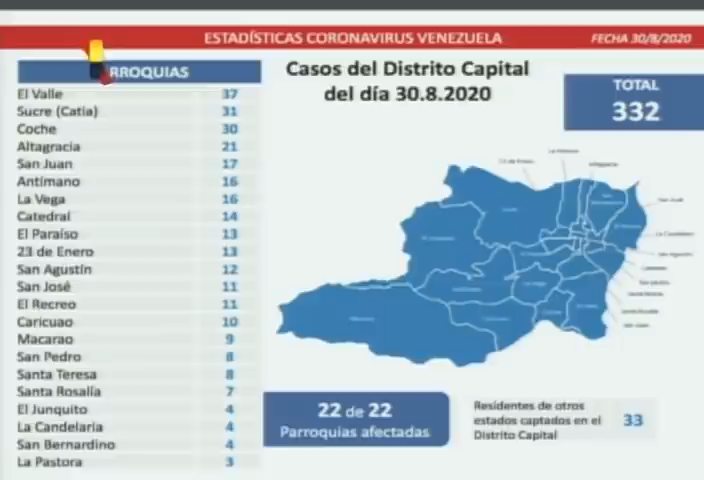 ESTADÍSTICAS CORONAVIRUS VENEZUELA
FECHA 30/8/2020
RROQUIAS
El Valle 37
Sucre (Catia) 31
Coche 30
Altagracia 21
San Juan 17
Antímano 16
La Vega 16
Catedral 14
El Paraíso 13
23 de Enero 13
San Agustín 12
San José 11
El Recreo 11
Caricuao 10
Macarao 9
San Pedro 8
Santa Teresa 8
Santa Rosalía 7
El Junquito 4
La Candelaria 4
San Bernardino 4
La Pastora 3
Casos del Distrito Capital
del día 30.8.2020
TOTAL
332
22 de 22
Parroquias afectadas
Residentes de otros
estados captados en el
Distrito Capital
33